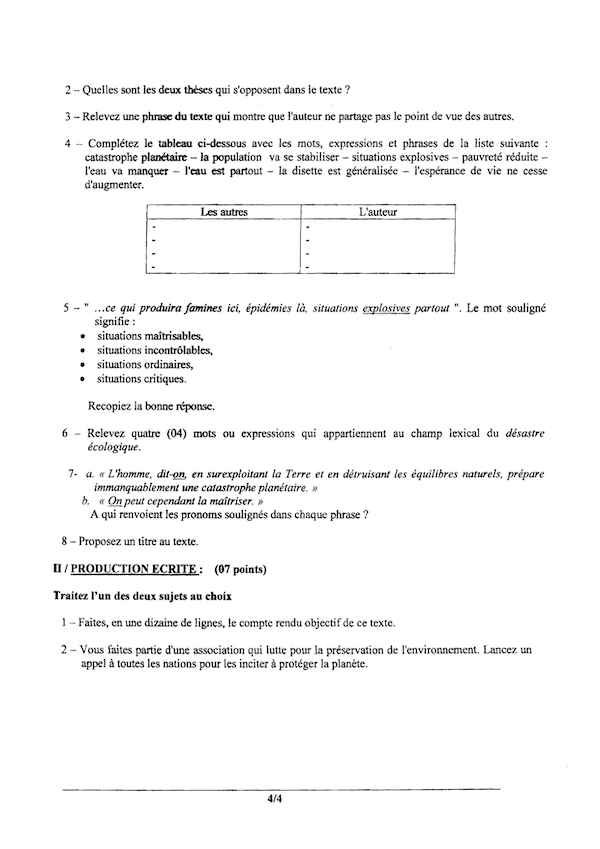 2 – Quelles sont les deux thèses qui s'opposent dans le texte ?
3 – Relevez une phrase du texte qui montre que l'auteur ne partage pas le point de vue des autres.
4 – Complétez le tableau ci-dessous avec les mots, expressions et phrases de la liste suivante :
catastrophe planétaire – la population va se stabiliser – situations explosives – pauvreté réduite –
l'eau va manquer – l'eau est partout – la disette est généralisée – l'espérance de vie ne cesse
d'augmenter.
Les autres L'auteur
- -
- -
- -
- -
5 – " …ce qui produira famines ici, épidémies là, situations explosives partout ". Le mot souligné
signifie :
• situations maîtrisables,
• situations incontrôlables,
• situations ordinaires,
• situations critiques.
Recopiez la bonne réponse.
6 – Relevez quatre (04) mots ou expressions qui appartiennent au champ lexical du désastre
écologique.
7- a. « L'homme, dit-on, en surexploitant la Terre et en détruisant les équilibres naturels, prépare
immanquablement une catastrophe planétaire. »
b. « On peut cependant la maîtriser. »
A qui renvoient les pronoms soulignés dans chaque phrase ?
8 – Proposez un titre au texte.
II / PRODUCTION ECRITE : (07 points)
Traitez l'un des deux sujets au choix
1 – Faites, en une dizaine de lignes, le compte rendu objectif de ce texte.
2 – Vous faites partie d'une association qui lutte pour la préservation de l'environnement. Lancez un
appel à toutes les nations pour les inciter à protéger la planète.
4/4